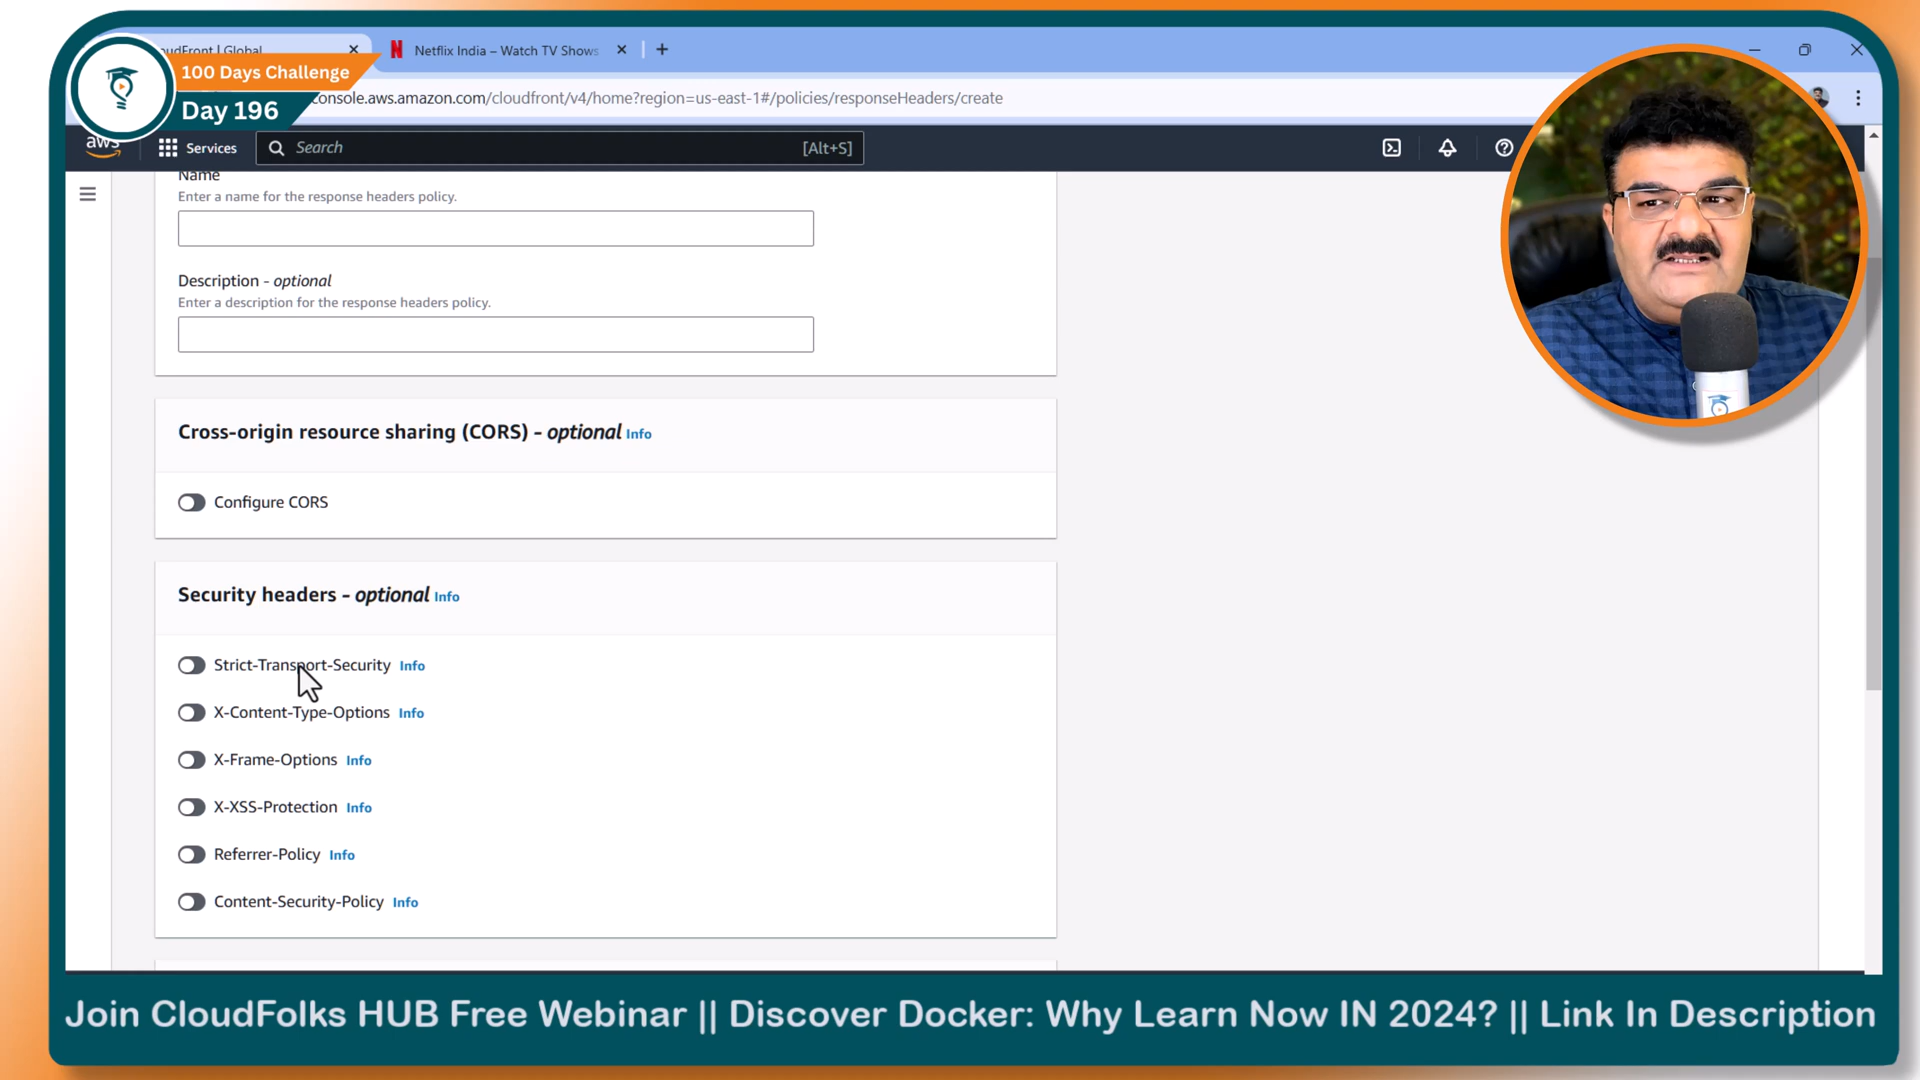 oudFront | Global
Netflix India – Watch TV Shows
100 Days Challenge
Day 196
console.aws.amazon.com/cloudfront/v4/home?region=us-east-1#/policies/responseHeaders/create
aws
Services
Search
[Alt+S]
Name
Enter a name for the response headers policy.
Description - optional
Enter a description for the response headers policy.
Cross-origin resource sharing (CORS) - optional Info
Configure CORS
Security headers - optional Info
Strict-Transport-Security Info
X-Content-Type-Options Info
X-Frame-Options Info
X-XSS-Protection Info
Referrer-Policy Info
Content-Security-Policy Info
Join CloudFolks HUB Free Webinar || Discover Docker: Why Learn Now IN 2024? || Link In Description